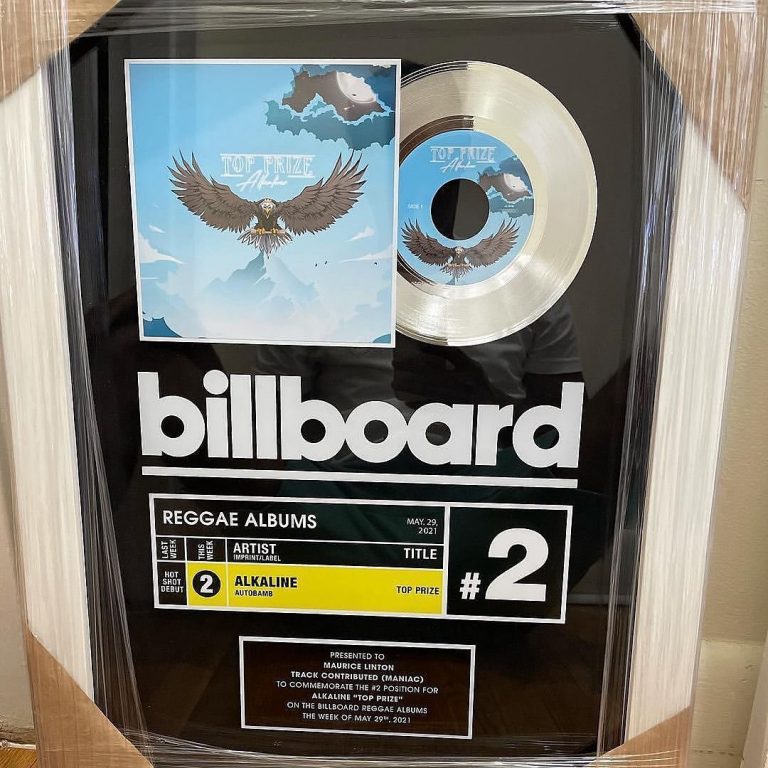 TOP PRIZE
Alkaline
TOP PRIZE
Alkaline
SIDE 1
billboard
REGGAE ALBUMS
MAY. 29,
2021
LAST WEEK
THIS WEEK
ARTIST
IMPRINT/LABEL
TITLE
HOT
SHOT
DEBUT
2
ALKALINE
AUTOBAMB
TOP PRIZE
#2
PRESENTED TO
MAURICE LINTON
TRACK CONTRIBUTED (MANIAC)
TO COMMEMORATE THE #2 POSITION FOR
ALKALINE "TOP PRIZE"
ON THE BILLBOARD REGGAE ALBUMS
THE WEEK OF MAY 29TH, 2021